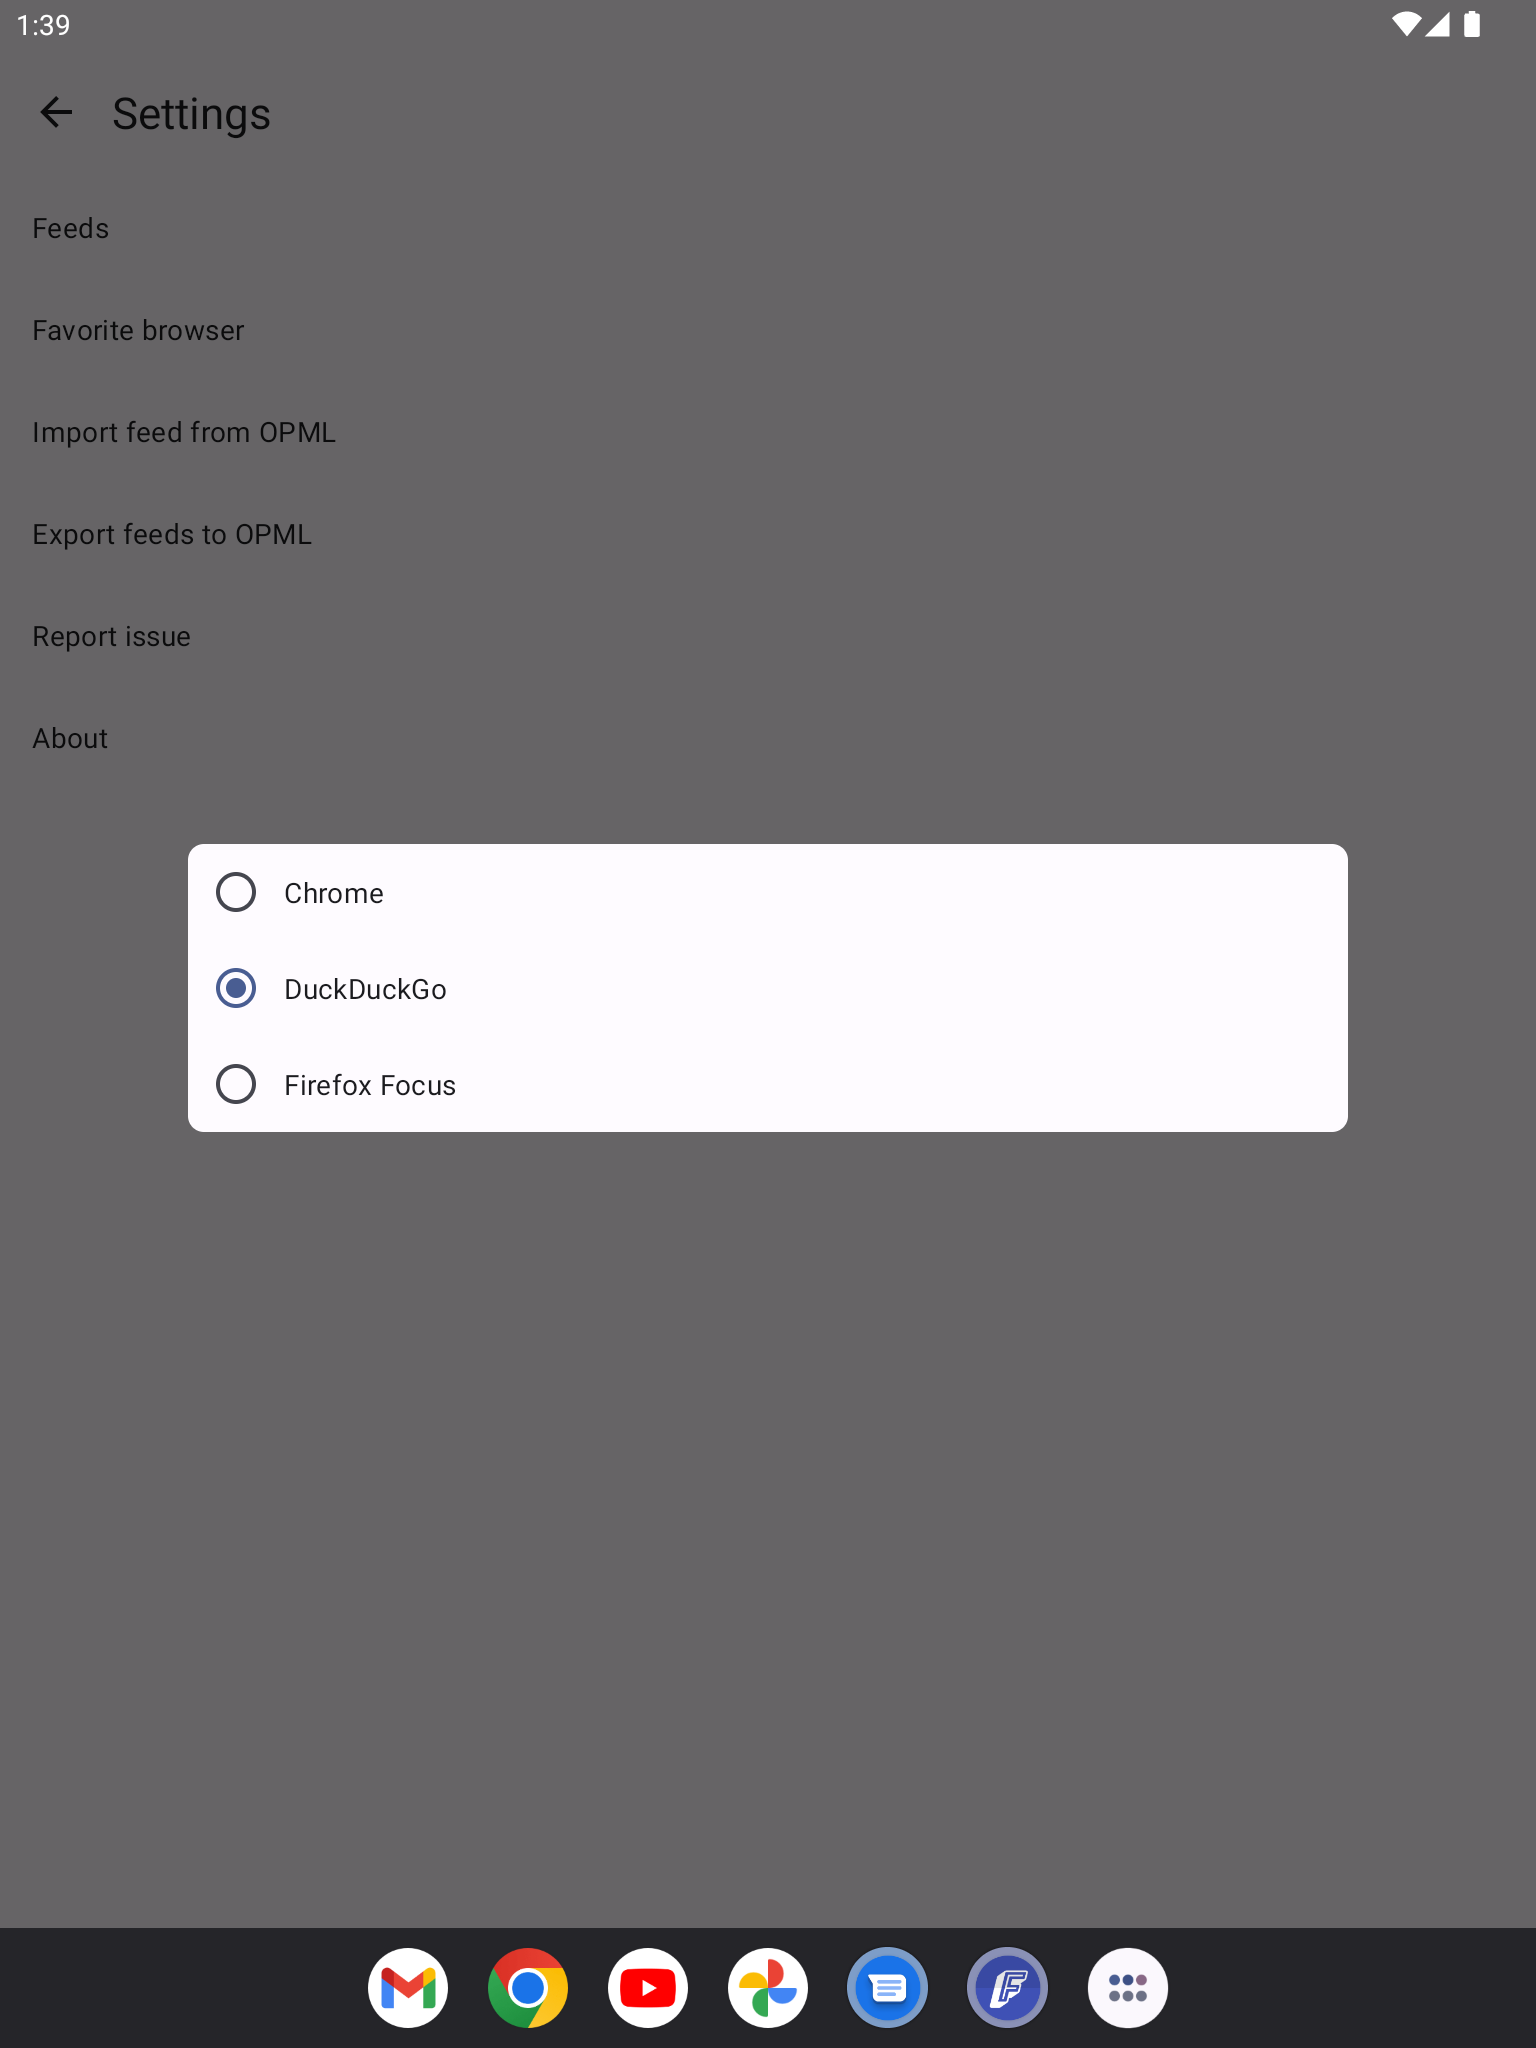 1:39
Settings
Feeds
Favorite browser
Import feed from OPML
Export feeds to OPML
Report issue
About
Chrome
DuckDuckGo
Firefox Focus